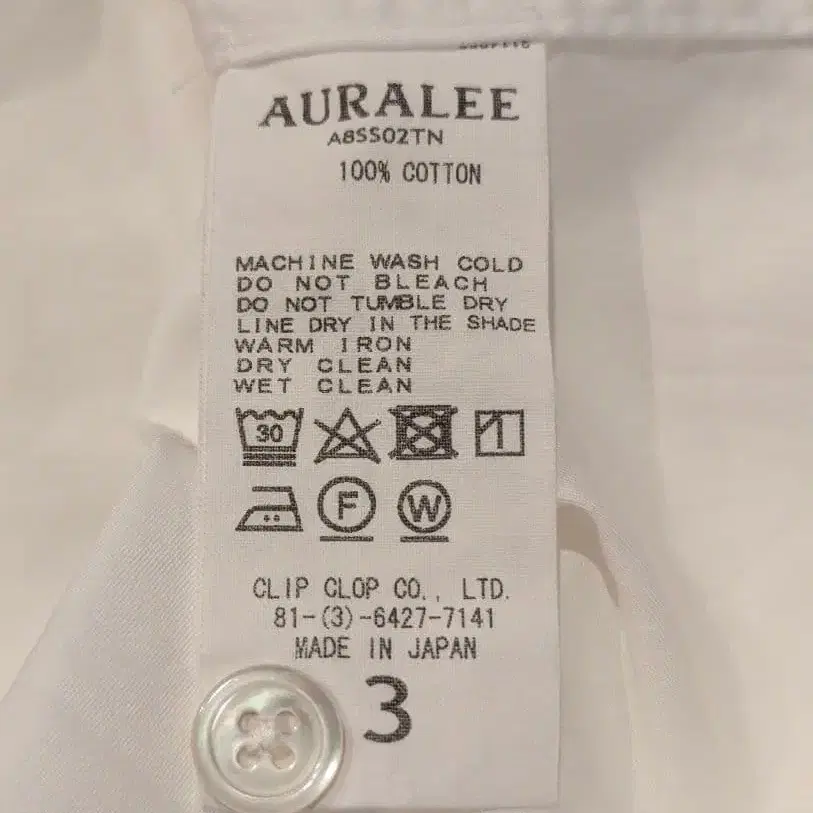 AURALEE
A8SS02TN
100% COTTON
MACHINE WASH COLD
DO NOT BLEACH
DO NOT TUMBLE DRY
LINE DRY IN THE SHADE
WARM IRON
DRY CLEAN
WET CLEAN
30
F W
CLIP CLOP CO., LTD.
81-(3)-6427-7141
MADE IN JAPAN
3